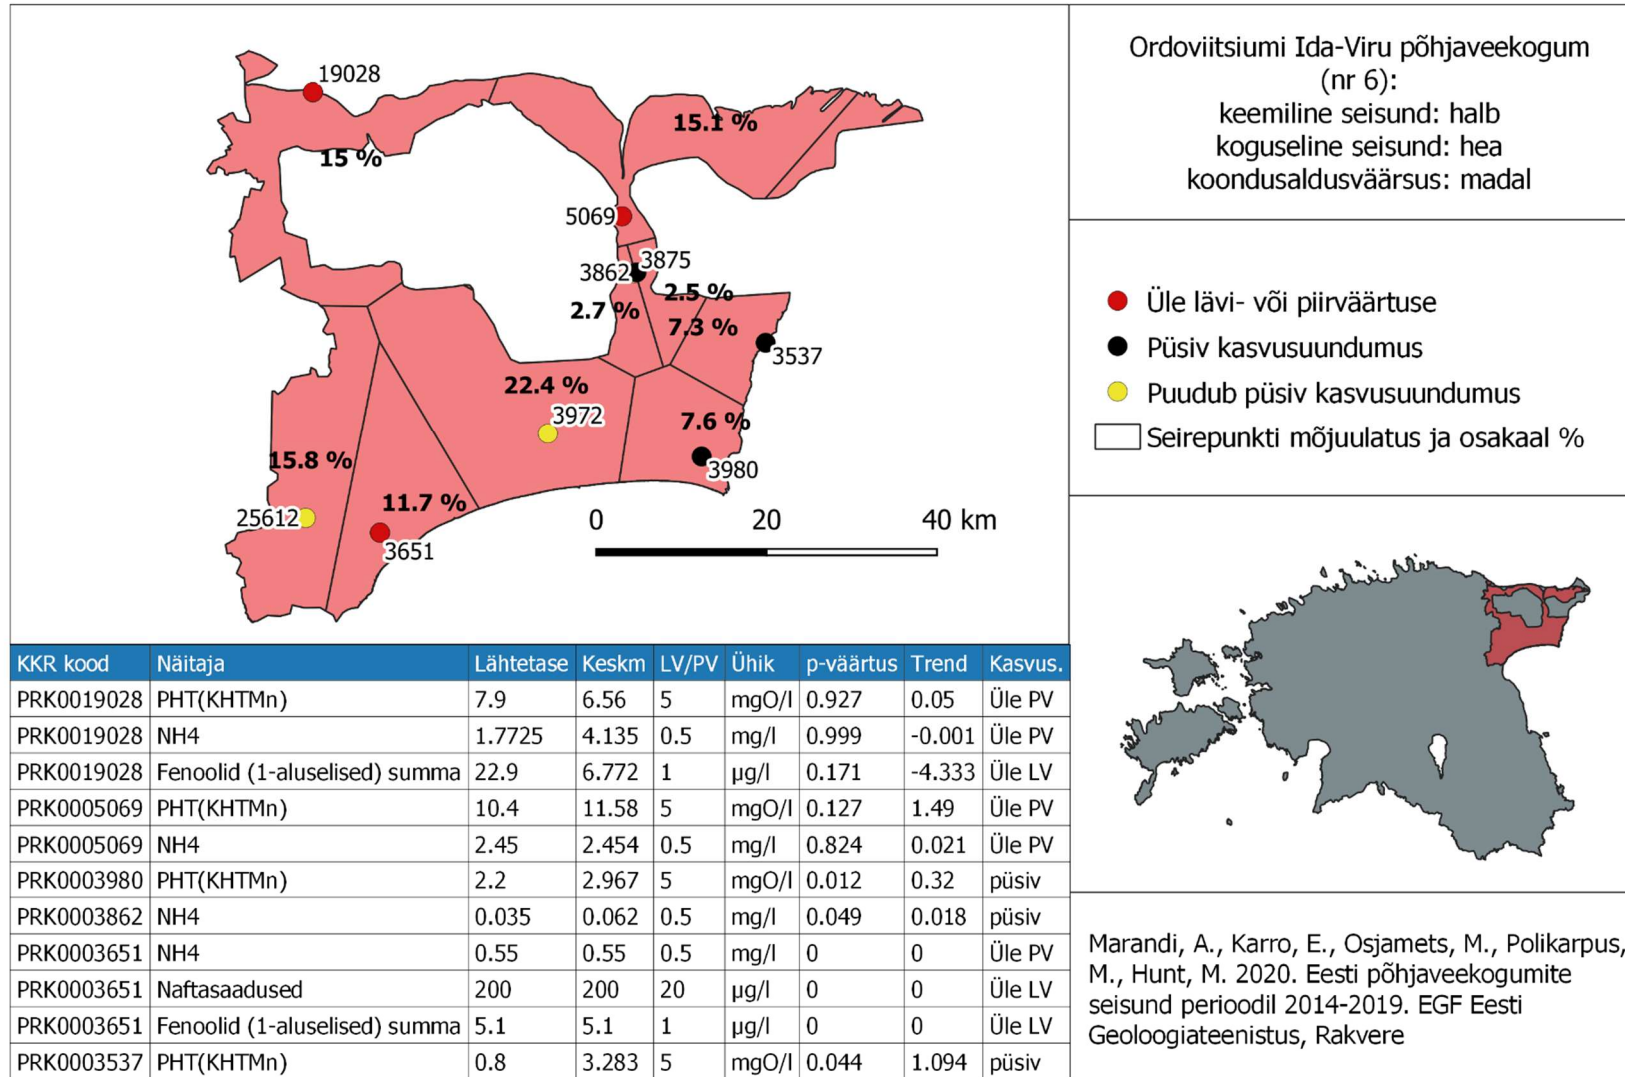 19028
15 %
15.1 %
5069
3862
3875
2.7 %
2.5 %
7.3 %
3537
22.4 %
3972
7.6 %
3980
15.8 %
25612
11.7 %
3651
0 20 40 km
Ordoviitsiumi Ida-Viru põhjaveekogum
(nr 6):
keemiline seisund: halb
koguseline seisund: hea
koondusaldusväärsus: madal
Üle lävi- või piirväärtuse
Püsiv kasvusuundumus
Puudub püsiv kasvusuundumus
Seirepunkti mõjuulatus ja osakaal %
KKR kood Näitaja Lähtetase Keskm LV/PV Ühik p-väärtus Trend Kasvus.
PRK0019028 PHT(KHTMn) 7.9 6.56 5 mgO/l 0.927 0.05 Üle PV
PRK0019028 NH4 1.7725 4.135 0.5 mg/l 0.999 -0.001 Üle PV
PRK0019028 Fenoolid (1-aluselised) summa 22.9 6.772 1 µg/l 0.171 -4.333 Üle LV
PRK0005069 PHT(KHTMn) 10.4 11.58 5 mgO/l 0.127 1.49 Üle PV
PRK0005069 NH4 2.45 2.454 0.5 mg/l 0.824 0.021 Üle PV
PRK0003980 PHT(KHTMn) 2.2 2.967 5 mgO/l 0.012 0.32 püsiv
PRK0003862 NH4 0.035 0.062 0.5 mg/l 0.049 0.018 püsiv
PRK0003651 NH4 0.55 0.55 0.5 mg/l 0 0 Üle PV
PRK0003651 Naftasaadused 200 200 20 µg/l 0 0 Üle LV
PRK0003651 Fenoolid (1-aluselised) summa 5.1 5.1 1 µg/l 0 0 Üle LV
PRK0003537 PHT(KHTMn) 0.8 3.283 5 mgO/l 0.044 1.094 püsiv
Marandi, A., Karro, E., Osjamets, M., Polikarpus,
M., Hunt, M. 2020. Eesti põhjaveekogumite
seisund perioodil 2014-2019. EGF Eesti
Geoloogiateenistus, Rakvere